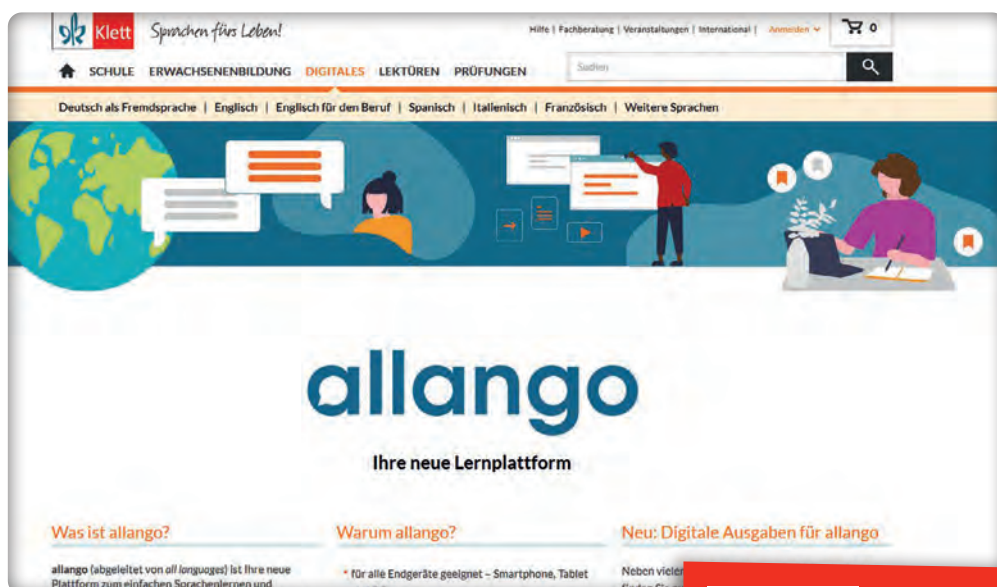 Klett Sprachen fürs Leben!
Hilfe | Fachberatung | Veranstaltungen | International | Anmelden
0
SCHULE ERWACHSENENBILDUNG DIGITALES LEKTÜREN PRÜFUNGEN
Suchen
Deutsch als Fremdsprache | Englisch | Englisch für den Beruf | Spanisch | Italienisch | Französisch | Weitere Sprachen
allango
Ihre neue Lernplattform
Was ist allango?
allango (abgeleitet von all languages) ist Ihre neue
Plattform zum einfachen Sprachenlernen und
Warum allango?
* für alle Endgeräte geeignet – Smartphone, Tablet
Neu: Digitale Ausgaben für allango
Neben vielen